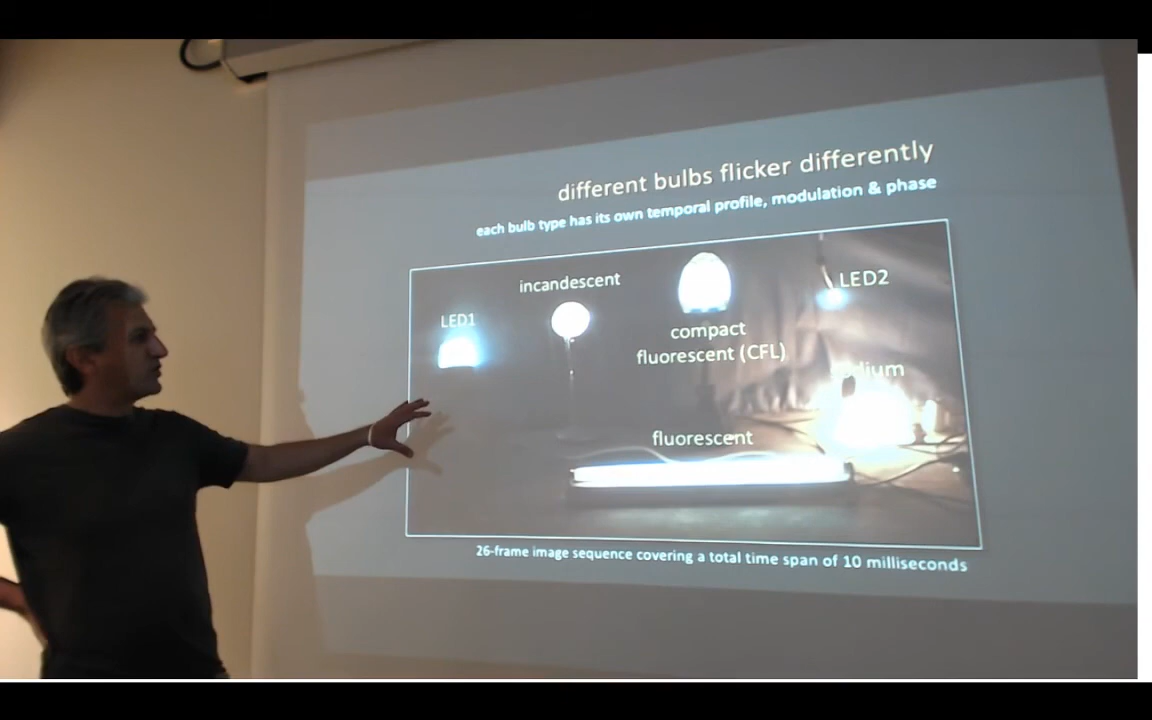 different bulbs flicker differently
each bulb type has its own temporal profile, modulation & phase
incandescent
LED2
LED1
compact
fluorescent (CFL)
fluorescent
26-frame image sequence covering a total time span of 10 milliseconds